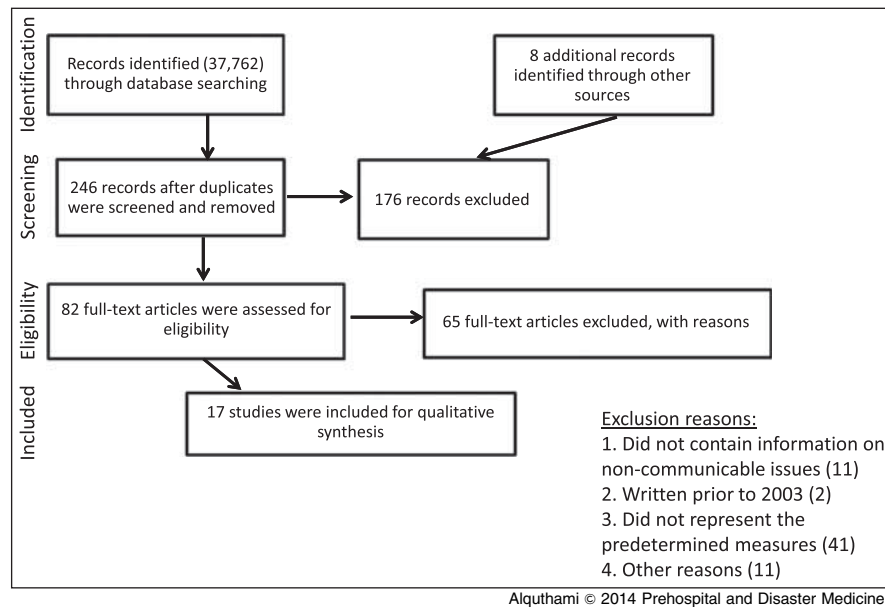 Identification
Records identified (37,762)
through database searching
8 additional records
identified through other
sources
Screening
246 records after duplicates
were screened and removed
176 records excluded
Eligibility
82 full-text articles were assessed for
eligibility
65 full-text articles excluded, with reasons
Included
17 studies were included for qualitative
synthesis
Exclusion reasons:
1. Did not contain information on
non-communicable issues (11)
2. Written prior to 2003 (2)
3. Did not represent the
predetermined measures (41)
4. Other reasons (11)
Alquthami © 2014 Prehospital and Disaster Medicine